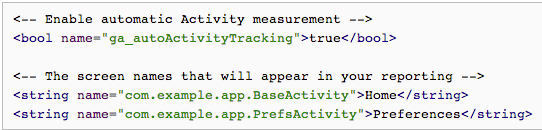 <-- Enable automatic Activity measurement -->
<bool name="ga_autoActivityTracking">true</bool>
<-- The screen names that will appear in your reporting -->
<string name="com.example.app.BaseActivity">Home</string>
<string name="com.example.app.PrefsActivity">Preferences</string>